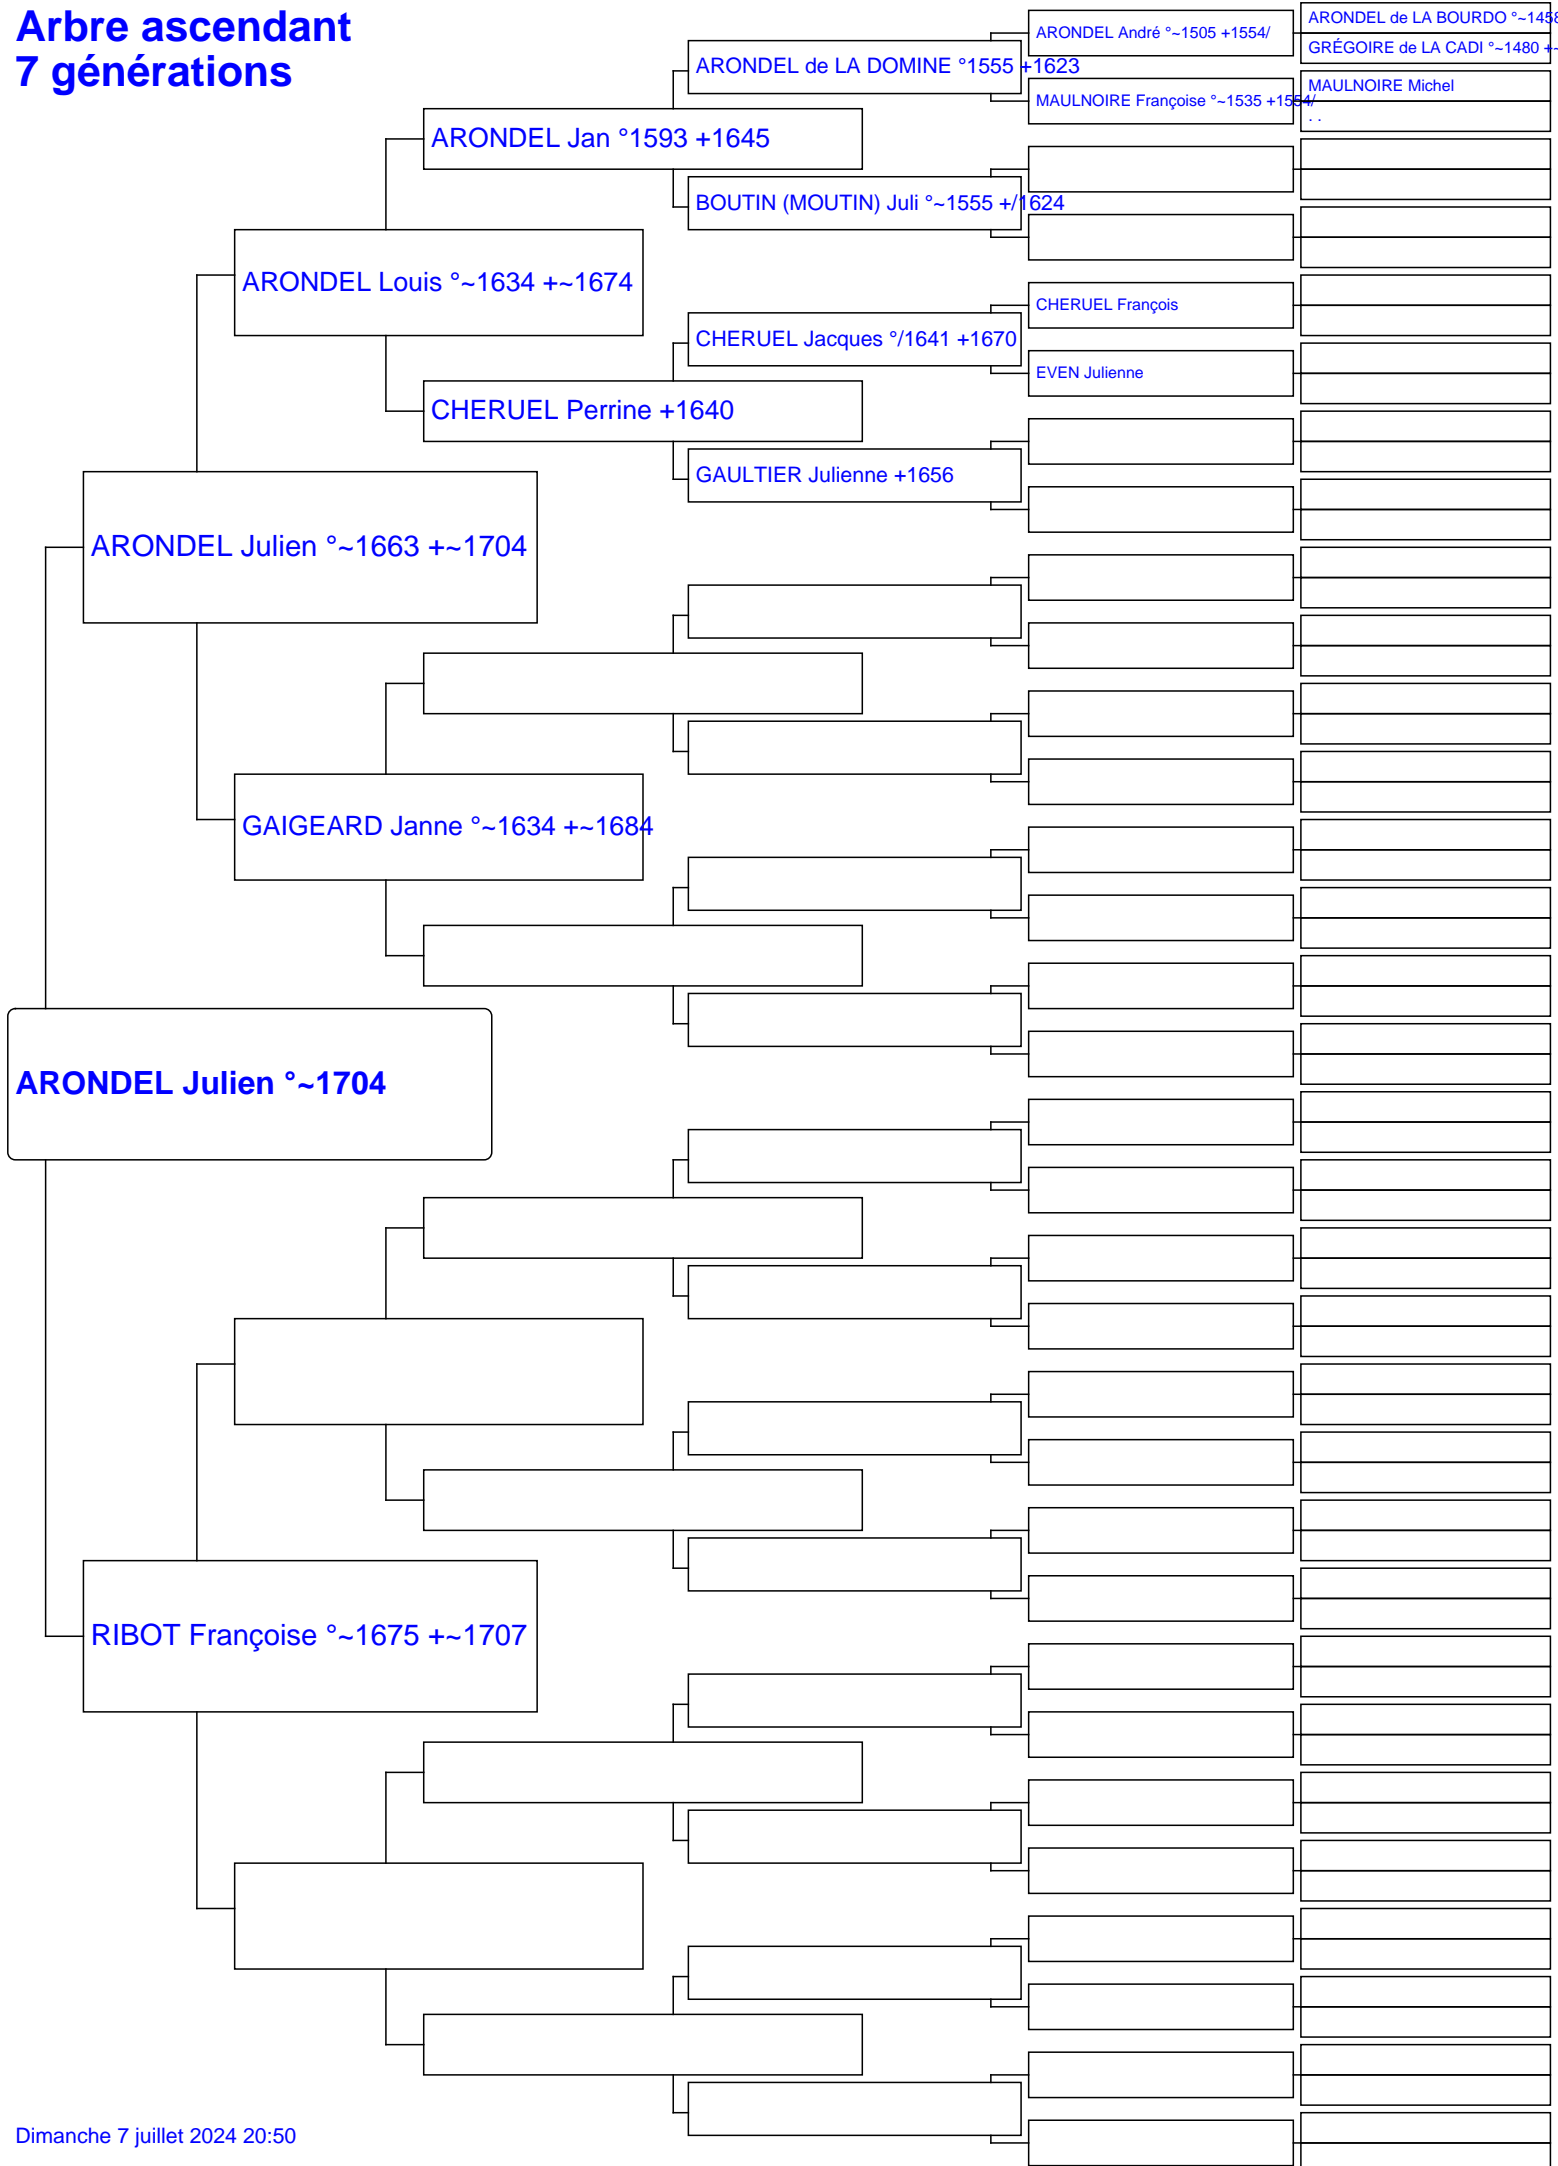 Arbre ascendant
7 générations
ARONDEL de LA BOURDO °~1458
ARONDEL André °~1505 +1554/
GRÉGOIRE de LA CADI °~1480 +~
ARONDEL de LA DOMINE °1555 +1623
MAULNOIRE Michel
MAULNOIRE Françoise °~1535 +1554/
. .
ARONDEL Jan °1593 +1645
BOUTIN (MOUTIN) Juli °~1555 +/1624
ARONDEL Louis °~1634 +~1674
CHERUEL François
CHERUEL Jacques °/1641 +1670
EVEN Julienne
CHERUEL Perrine +1640
GAULTIER Julienne +1656
ARONDEL Julien °~1663 +~1704
GAIGEARD Janne °~1634 +~1684
ARONDEL Julien °~1704
RIBOT Françoise °~1675 +~1707
Dimanche 7 juillet 2024 20:50